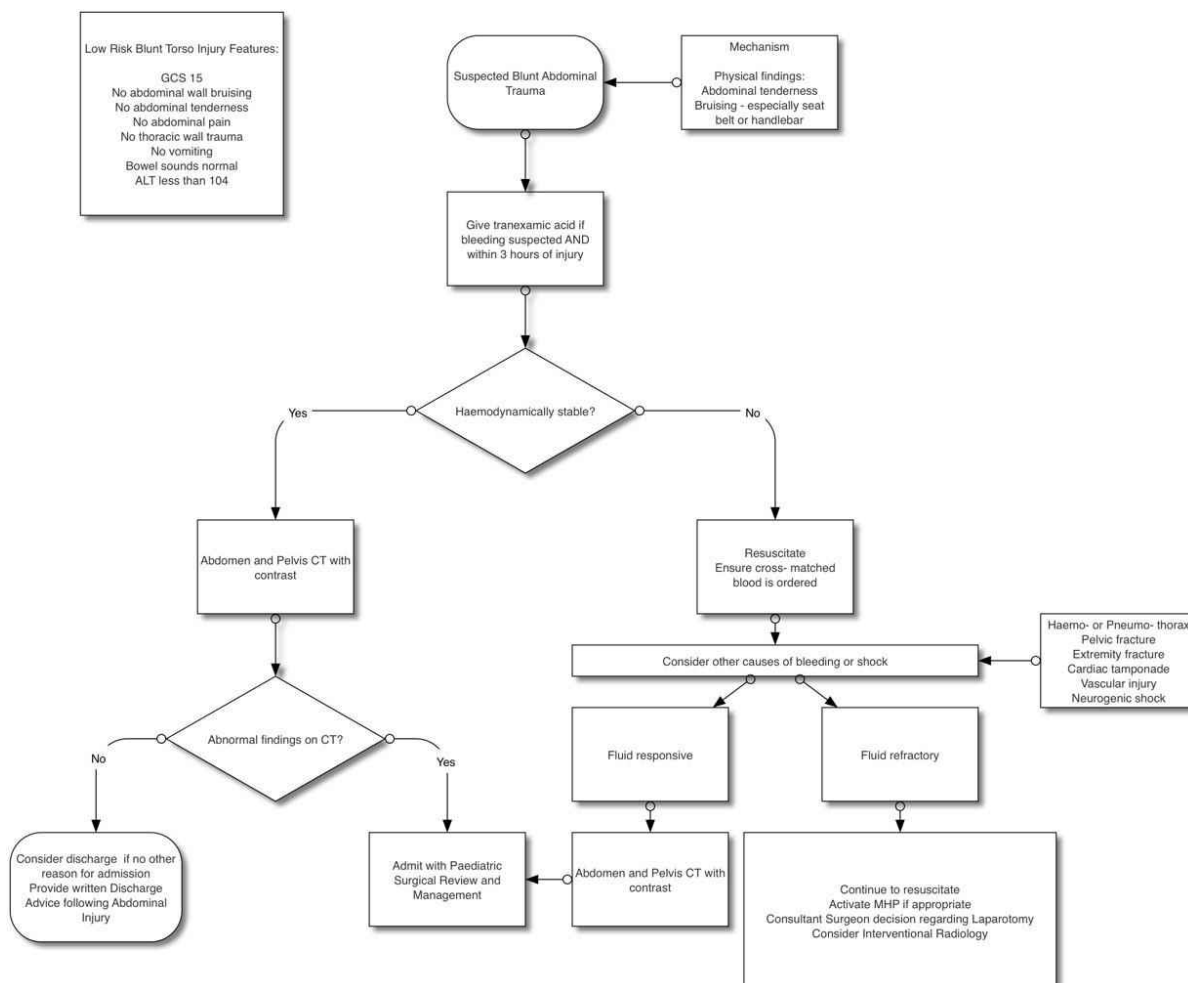 Low Risk Blunt Torso Injury Features:
GCS 15
No abdominal wall bruising
No abdominal tenderness
No abdominal pain
No thoracic wall trauma
No vomiting
Bowel sounds normal
ALT less than 104
Suspected Blunt Abdominal
Trauma
Mechanism
Physical findings:
Abdominal tenderness
Bruising - especially seat
belt or handlebar
Give tranexamic acid if
bleeding suspected AND
within 3 hours of injury
Haemodynamically stable?
Yes
No
Abdomen and Pelvis CT with
contrast
Resuscitate
Ensure cross- matched
blood is ordered
Consider other causes of bleeding or shock
Haemo- or Pneumo- thorax
Pelvic fracture
Extremity fracture
Cardiac tamponade
Vascular injury
Neurogenic shock
Abnormal findings on CT?
No
Yes
Fluid responsive
Fluid refractory
Consider discharge if no other
reason for admission
Provide written Discharge
Advice following Abdominal
Injury
Admit with Paediatric
Surgical Review and
Management
Abdomen and Pelvis CT with
contrast
Continue to resuscitate
Activate MHP if appropriate
Consultant Surgeon decision regarding Laparotomy
Consider Interventional Radiology